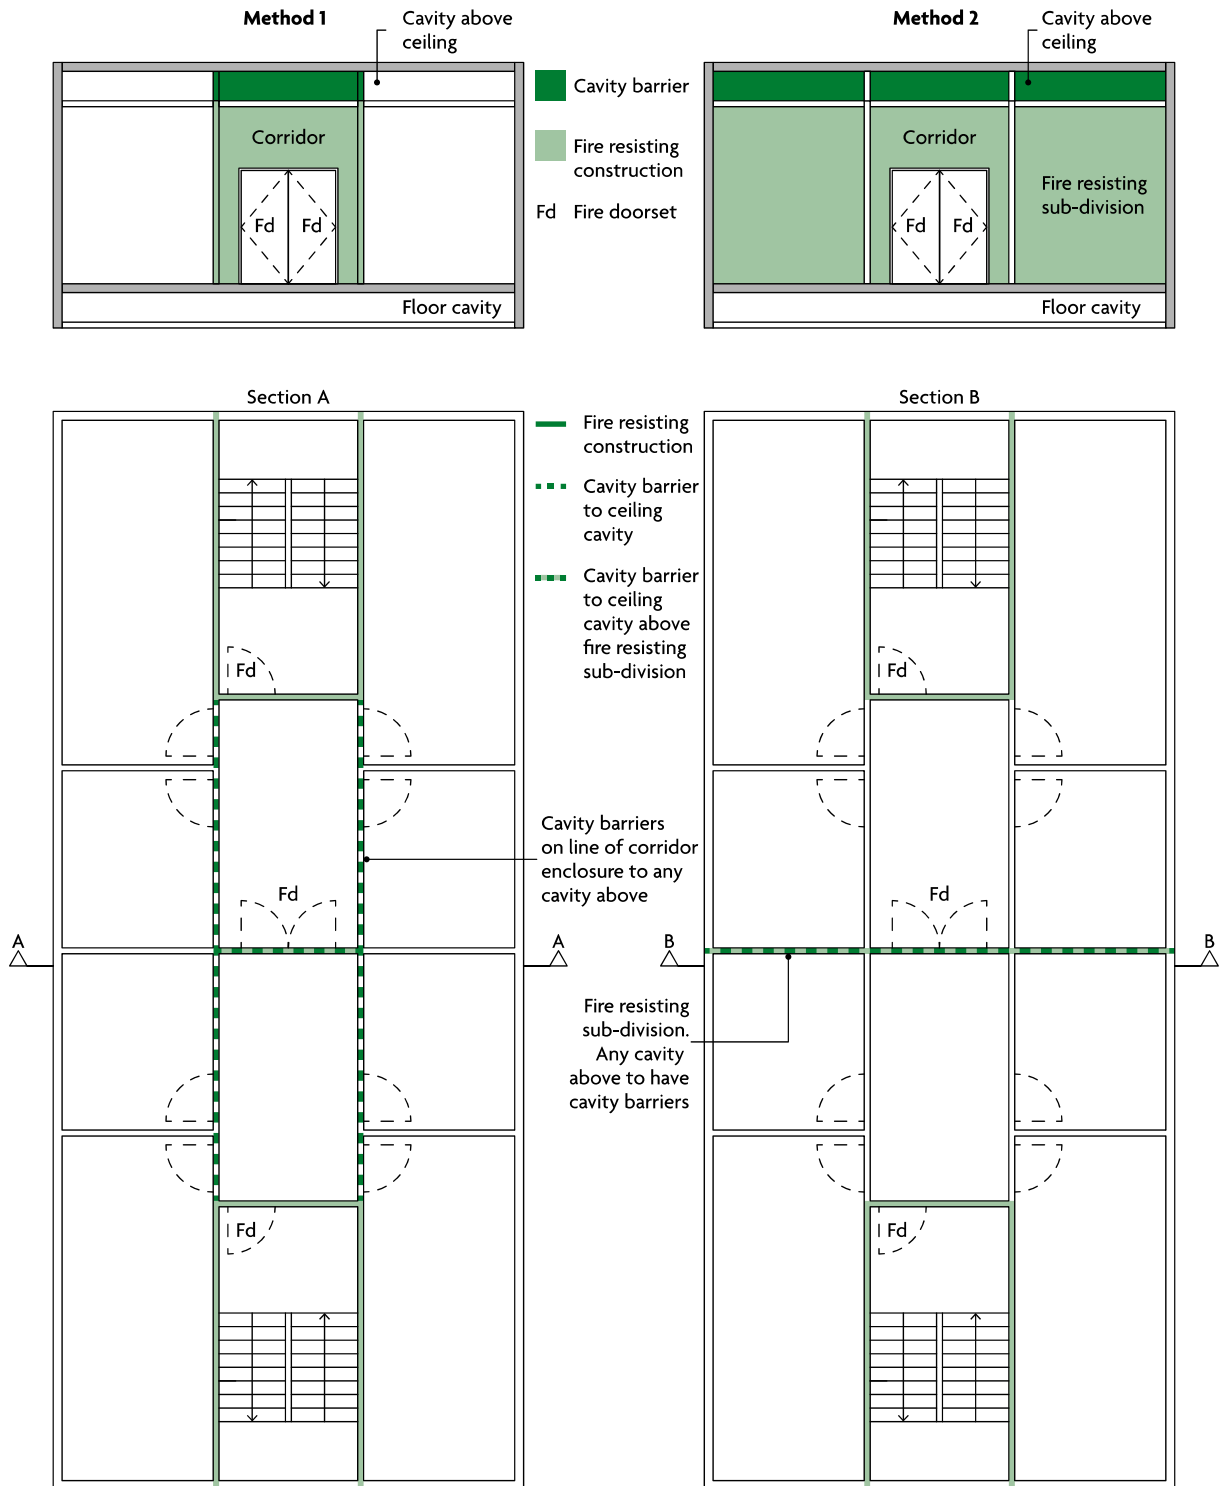 Method 1
Cavity above
ceiling
Method 2
Cavity above
ceiling
Cavity barrier
Fire resisting
construction
Fd Fire doorset
Corridor
Fd Fd
Floor cavity
Corridor
Fd Fd
Fire resisting
sub-division
Floor cavity
Section A
Section B
Fire resisting
construction
Cavity barrier
to ceiling
cavity
Cavity barrier
to ceiling
cavity above
fire resisting
sub-division
Fd
Fd
Cavity barriers
on line of corridor
enclosure to any
cavity above
Fd
Fd
A
A
B
B
Fire resisting
sub-division.
Any cavity
above to have
cavity barriers
Fd
Fd